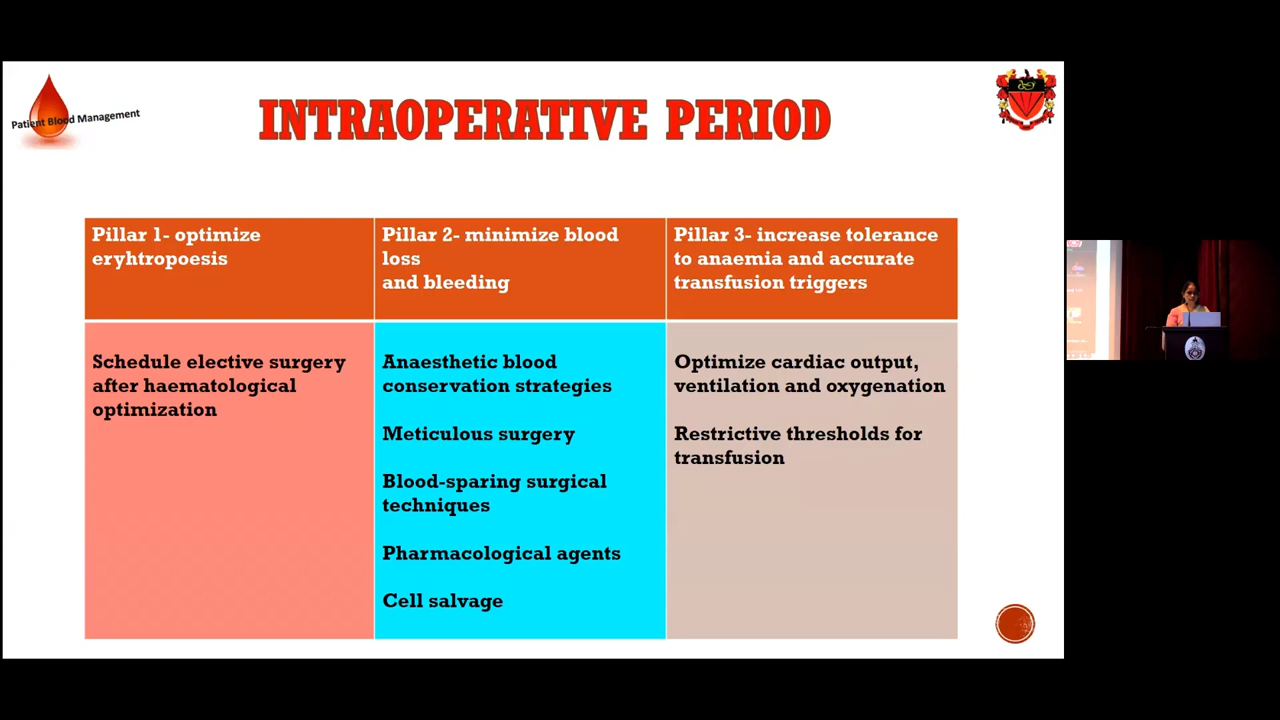 Patient Blood Management
INTRAOPERATIVE PERIOD
Pillar 1- optimize
eryhtropoesis
Pillar 2- minimize blood
loss
and bleeding
Pillar 3- increase tolerance
to anaemia and accurate
transfusion triggers
Schedule elective surgery
after haematological
optimization
Anaesthetic blood
conservation strategies
Meticulous surgery
Blood-sparing surgical
techniques
Pharmacological agents
Cell salvage
Optimize cardiac output,
ventilation and oxygenation
Restrictive thresholds for
transfusion